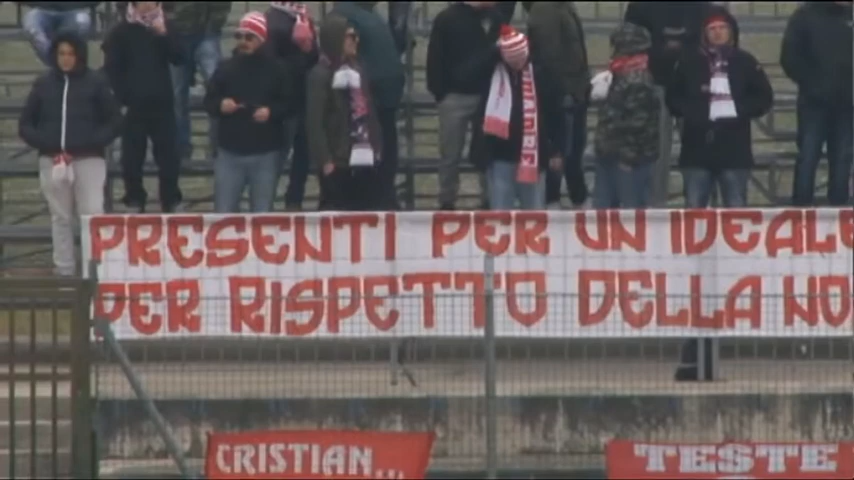 PRESENTI PER UN IDEALE
PER RISPETTO DELLA NO
CRISTIAN...
TESTE